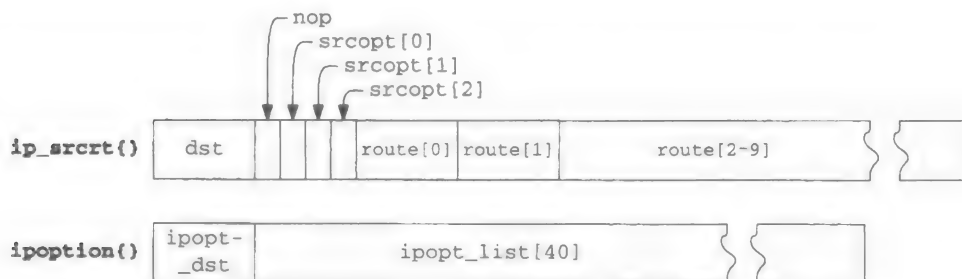 nop
srcopt[0]
srcopt[1]
srcopt[2]
ip_srcrt{} dst route[0] route[1] route[2-9]
ipoption{} ipopt-
_dst ipopt_list[40]